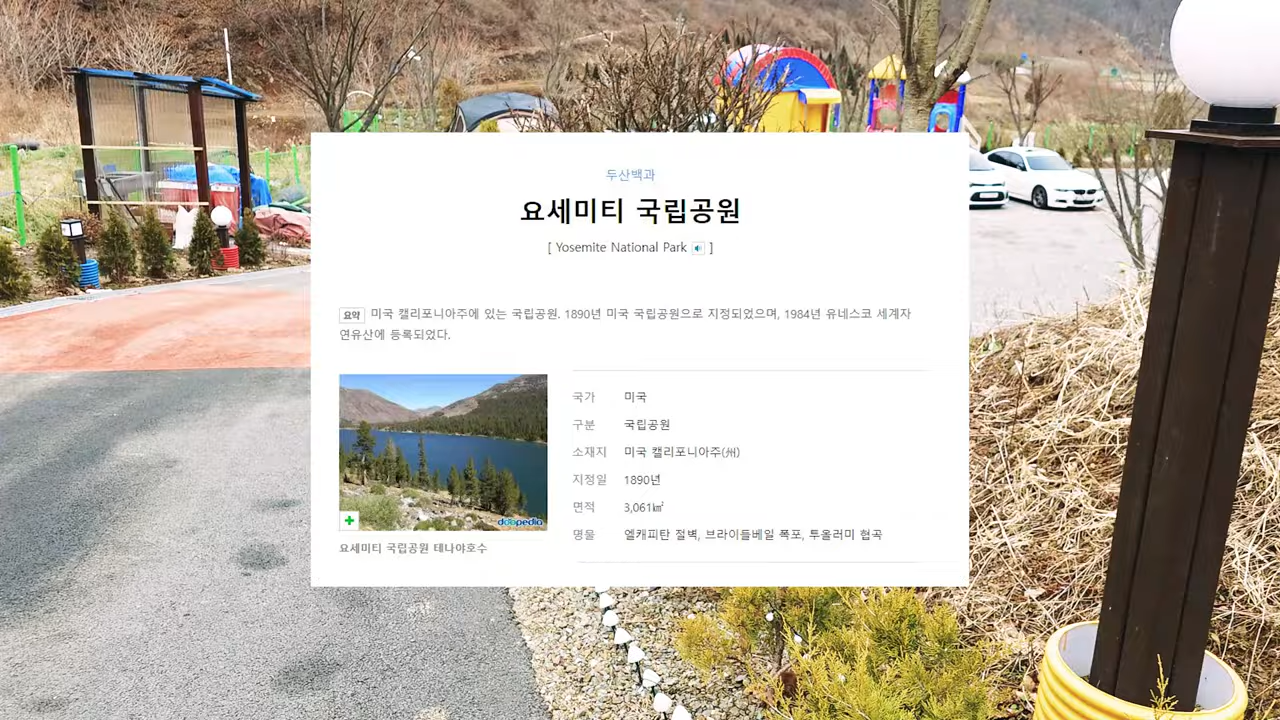 두산백과
요세미티 국립공원
[ Yosemite National Park ]
요약 미국 캘리포니아주에 있는 국립공원. 1890년 미국 국립공원으로 지정되었으며, 1984년 유네스코 세계자
연유산에 등록되었다.
국가 미국
구분 국립공원
소재지 미국 캘리포니아주(州)
지정일 1890년
면적 3,061㎢
명물 엘캐피탄 절벽, 브라이들베일 폭포, 투올러미 협곡
doopedia
요세미티 국립공원 테나야호수